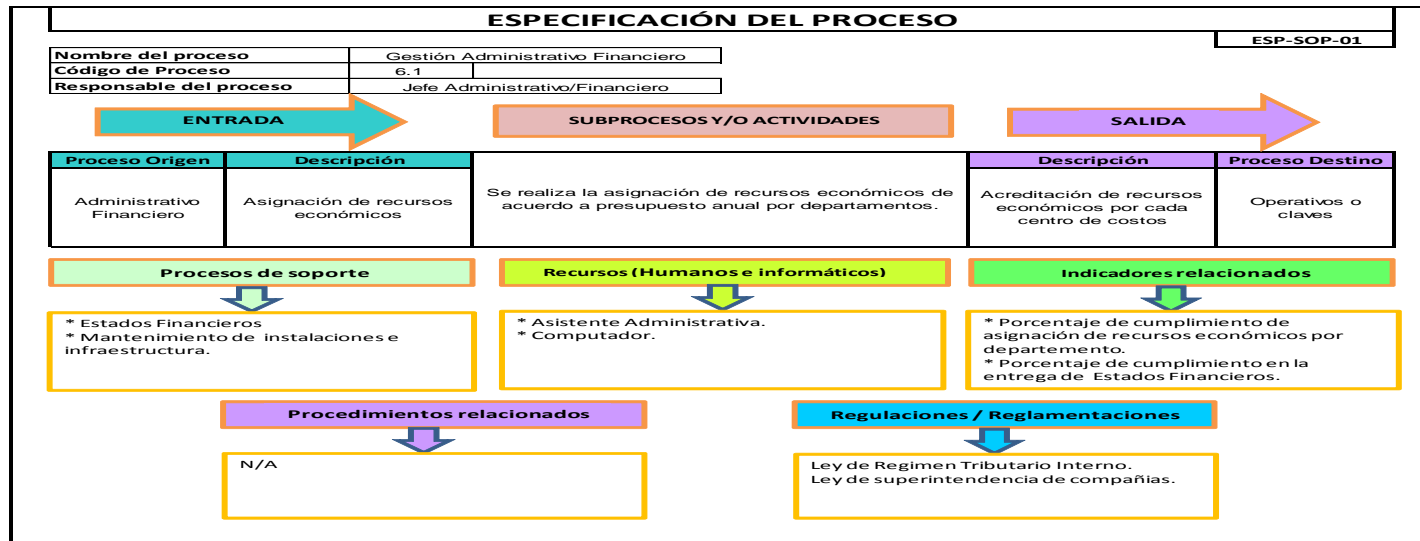 ESPECIFICACIÓN DEL PROCESO
ESP-SOP-01
Nombre del proceso Gestión Administrativo Financiero
Código de Proceso 6.1
Responsable del proceso Jefe Administrativo/Financiero
ENTRADA SUBPROCESOS Y/O ACTIVIDADES SALIDA
Proceso Origen Descripción Descripción Proceso Destino
Administrativo
Financiero
Asignación de recursos
económicos
Se realiza la asignación de recursos económicos de
acuerdo a presupuesto anual por departamentos.
Acreditación de recursos
económicos por cada
centro de costos
Operativos o
claves
Procesos de soporte
* Estados Financieros
* Mantenimiento de instalaciones e
infraestructura.
Recursos (Humanos e informáticos)
* Asistente Administrativa.
* Computador.
Indicadores relacionados
* Porcentaje de cumplimiento de
asignación de recursos económicos por
departemento.
* Porcentaje de cumplimiento en la
entrega de Estados Financieros.
Procedimientos relacionados
N/A
Regulaciones / Reglamentaciones
Ley de Regimen Tributario Interno.
Ley de superintendencia de compañias.